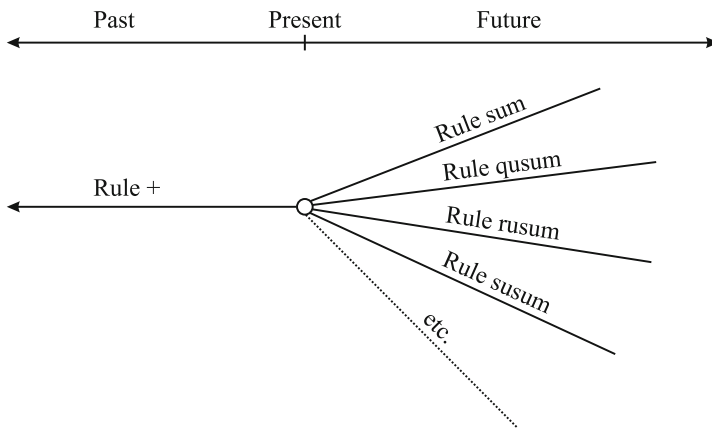 Past Present Future
Rule sum
Rule qusum
Rule +
Rule rusum
Rule susum
etc.